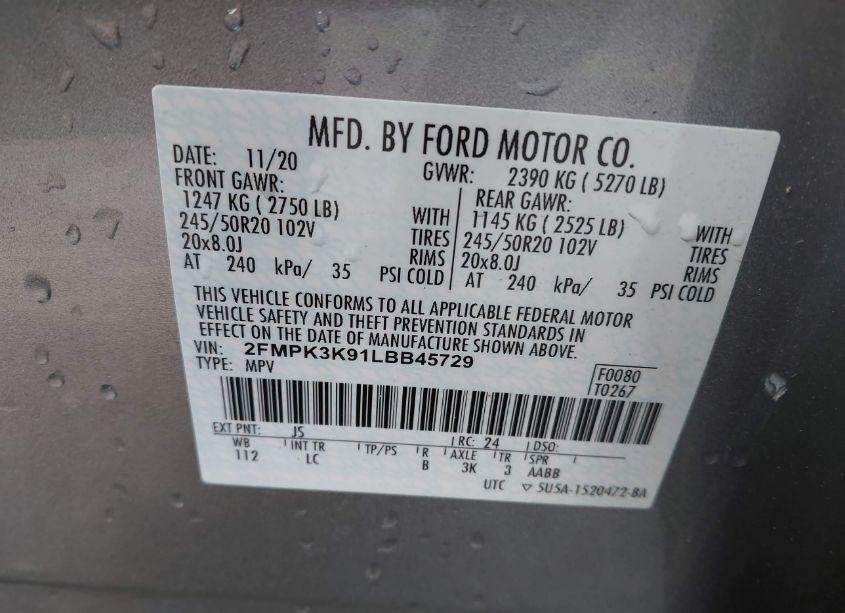 MFD. BY FORD MOTOR CO.
DATE: 11/20 GVWR: 2390 KG ( 5270 LB)
FRONT GAWR: REAR GAWR:
1247 KG ( 2750 LB) WITH 1145 KG ( 2525 LB) WITH
245/50R20 102V TIRES 245/50R20 102V TIRES
20x8.0J RIMS 20x8.0J RIMS
AT 240 kPa/ 35 PSI COLD AT 240 kPa/ 35 PSI COLD
THIS VEHICLE CONFORMS TO ALL APPLICABLE FEDERAL MOTOR
VEHICLE SAFETY AND THEFT PREVENTION STANDARDS IN
EFFECT ON THE DATE OF MANUFACTURE SHOWN ABOVE.
VIN: 2FMPK3K91LBB45729
TYPE: MPV
F0080
T0267
EXT PNT: JS RC: 24 DSO:
WB INT TR TP/PS R AXLE TR SPR
112 LC B 3K 3 AABB
UTC ▽ 5U5A-1520472-BA